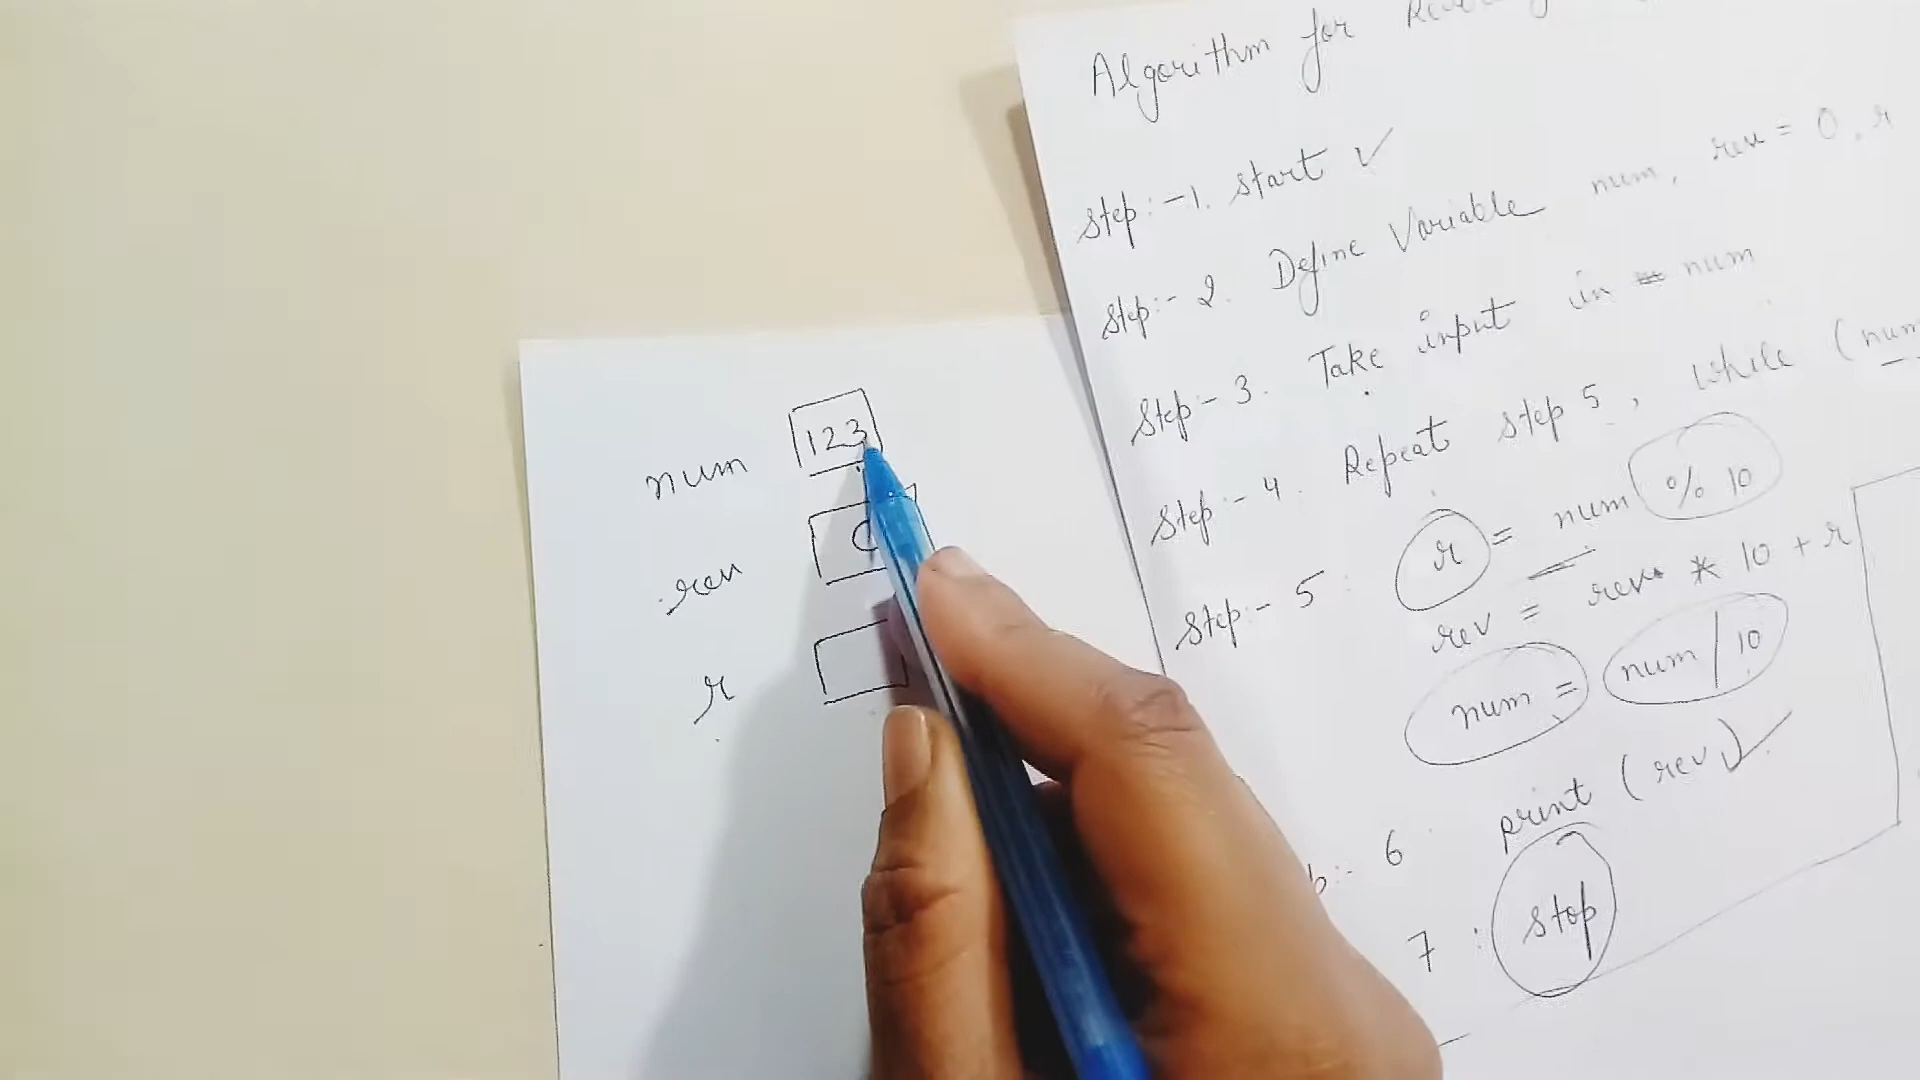 Algorithm for
Step:-1. Start ✓
Step:- 2. Define Variable num, rev = 0, r
Step:- 3. Take input in num
Step:- 4. Repeat step 5, while (num
Step:- 5: r = num % 10
rev = rev * 10 + r
num = num / 10
6 print (rev) ✓
7 : stop
num 123
rev 0
r